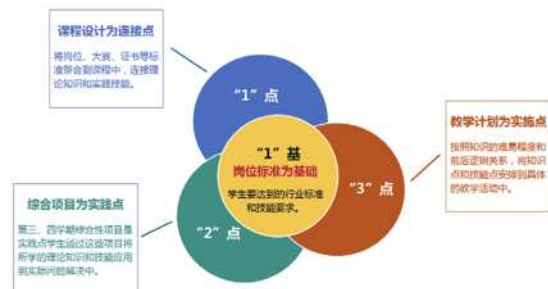 课程设计为连接点
将岗位、大赛、证书等标
准整合到课程中，连接理
论知识和实践技能。
“1”点
“1”基
岗位标准为基础
学生要达到的行业标准
和技能要求。
教学计划为实施点
按照知识的难易程度和
前后逻辑关系，将知识
点和技能点安排到具体
的教学活动中。
“3”点
综合项目为实践点
第三、四学期综合性项目是
实践点学生通过这些项目将
所学的理论知识和技能应用
到实际问题解决中。
“2”点